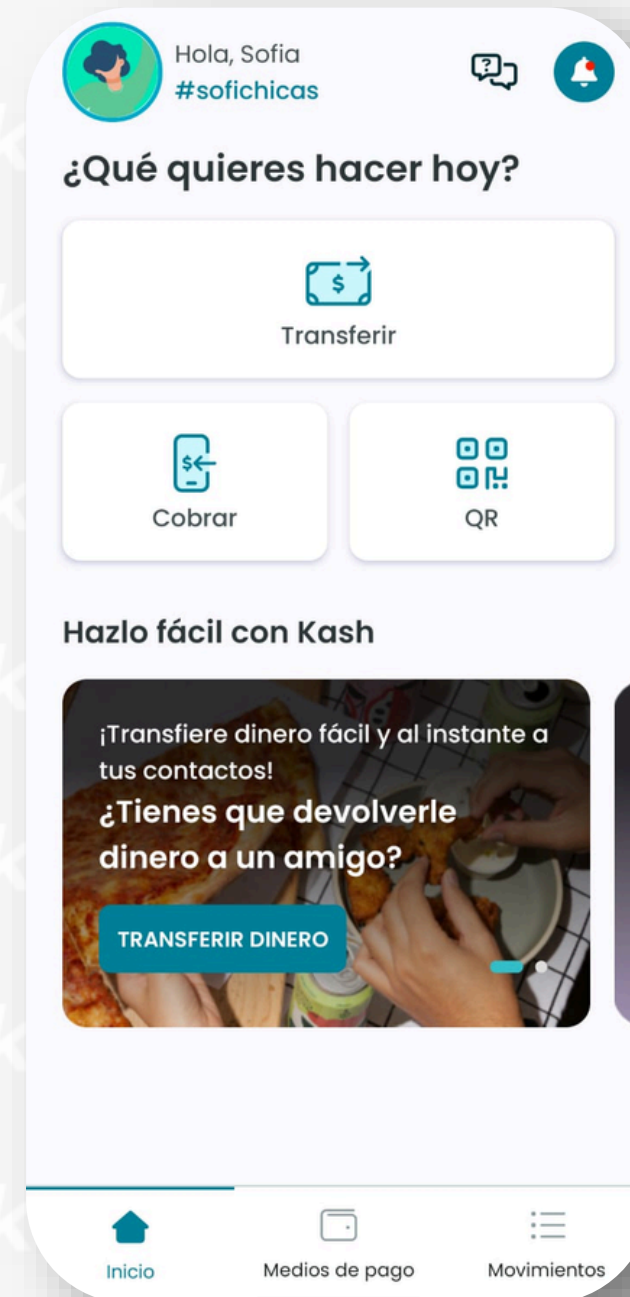 Hola, Sofia
#sofichicas
¿Qué quieres hacer hoy?
Transferir
Cobrar
QR
Hazlo fácil con Kash
¡Transfiere dinero fácil y al instante a
tus contactos!
¿Tienes que devolverle
dinero a un amigo?
TRANSFERIR DINERO
Inicio
Medios de pago
Movimientos